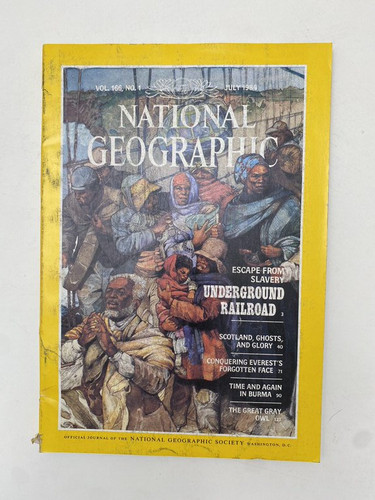 VOL. 166, NO. 1 JULY 1984
NATIONAL
GEOGRAPHIC
ESCAPE FROM
SLAVERY
UNDERGROUND
RAILROAD 3
SCOTLAND, GHOSTS,
AND GLORY 40
CONQUERING EVEREST'S
FORGOTTEN FACE 71
TIME AND AGAIN
IN BURMA 90
THE GREAT GRAY
OWL
OFFICIAL JOURNAL OF THE NATIONAL GEOGRAPHIC SOCIETY WASHINGTON, D.C.